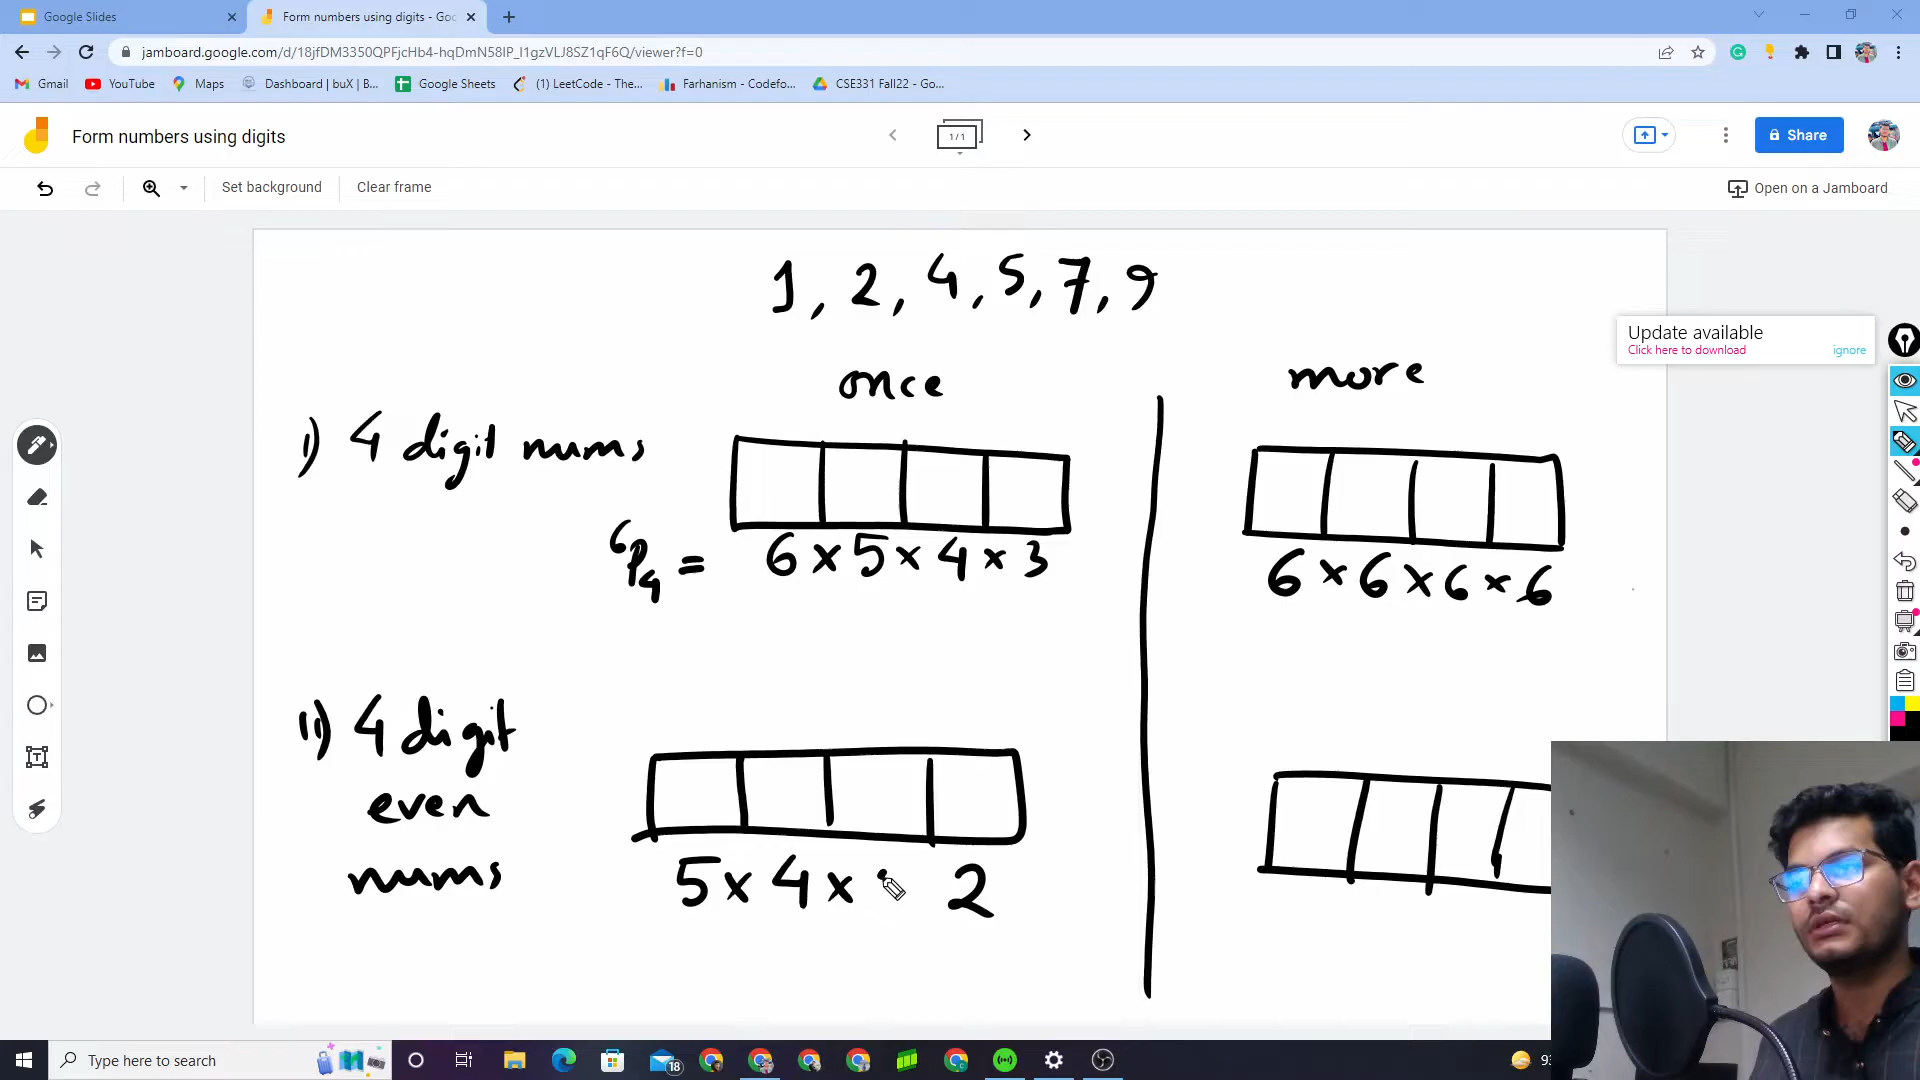 Google Slides
Form numbers using digits - Goo
jamboard.google.com/d/18jfDM3350QPFjcHb4-hqDmN58IP_I1gzVLJ8SZ1qF6Q/viewer?f=0
Gmail YouTube Maps Dashboard | buX | B... Google Sheets (1) LeetCode - The... Farhanism - Codefo... CSE331 Fall22 - Go...
Form numbers using digits
1 / 1
Share
Set background Clear frame
Open on a Jamboard
1, 2, 4, 5, 7, 9
Update available
Click here to download ignore
once
more
i) 4 digit nums
6P4 = 6 × 5 × 4 × 3
6 × 6 × 6 × 6
ii) 4 digit
even
nums
5 × 4 × 2
Type here to search
18